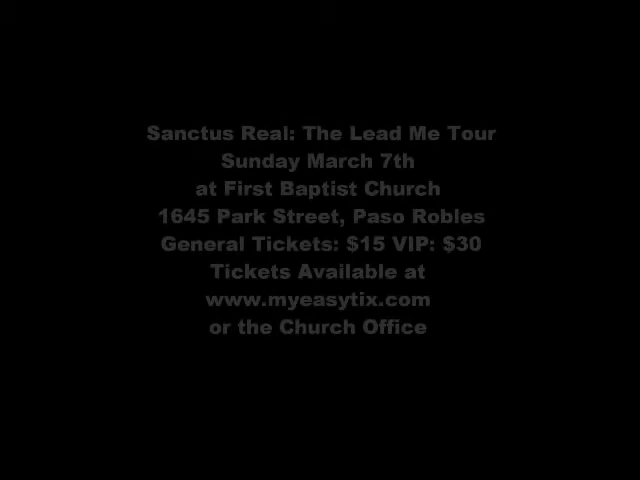 Sanctus Real: The Lead Me Tour
Sunday March 7th
at First Baptist Church
1645 Park Street, Paso Robles
General Tickets: $15 VIP: $30
Tickets Available at
www.myeasytix.com
or the Church Office